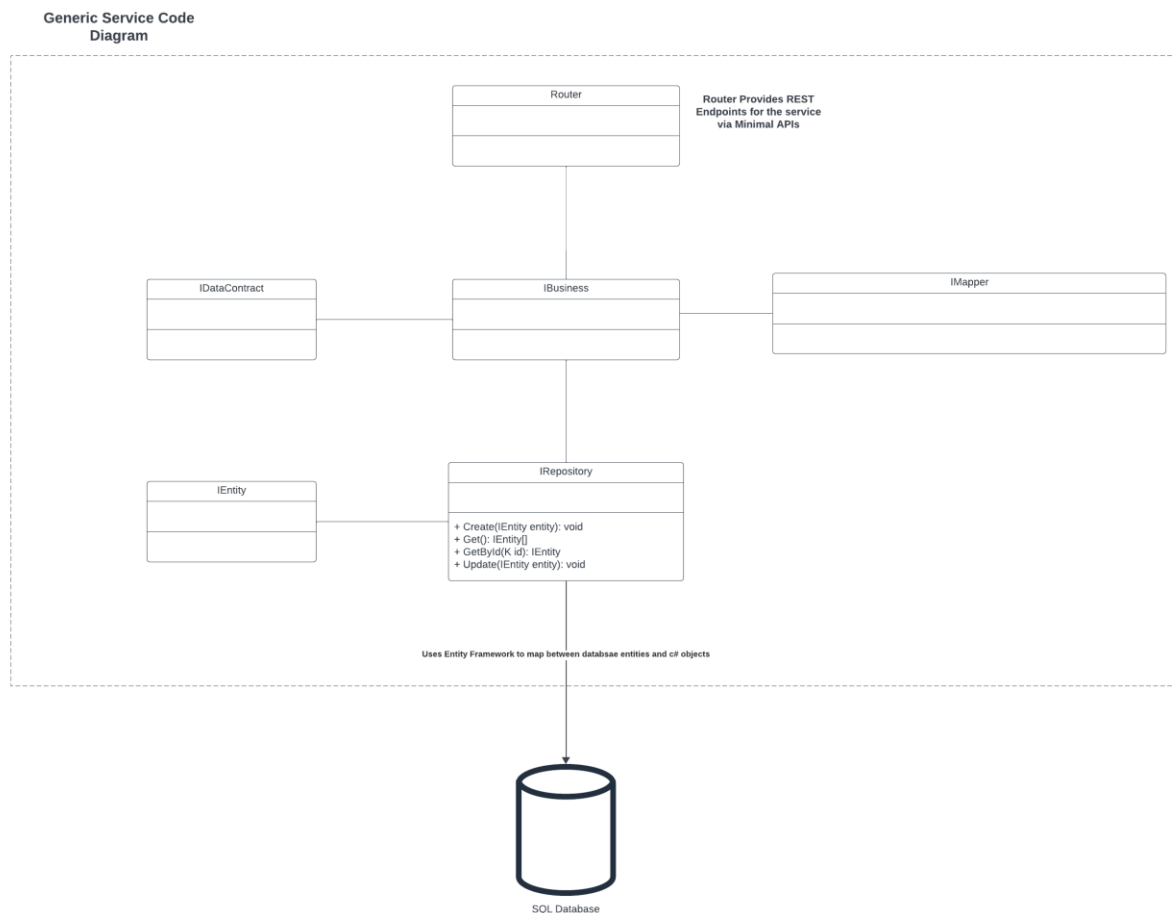 Generic Service Code
Diagram
Router
Router Provides REST
Endpoints for the service
via Minimal APIs
IDataContract
IBusiness
IMapper
IEntity
IRepository
+ Create(IEntity entity): void
+ Get(): IEntity[]
+ GetById(K id): IEntity
+ Update(IEntity entity): void
Uses Entity Framework to map between databsae entities and c# objects
SQL Database